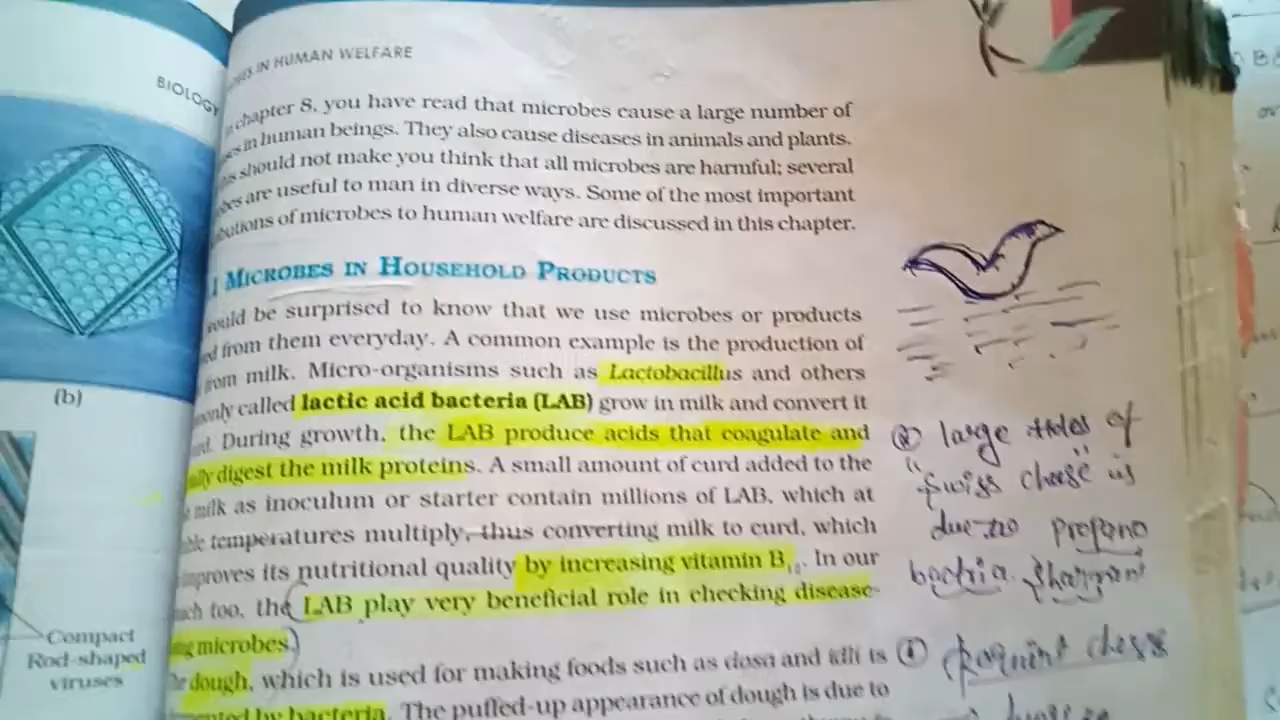 BIOLOGY
(b)
Compact
Rod-shaped
viruses
IN HUMAN WELFARE
chapter 8, you have read that microbes cause a large number of
in human beings. They also cause diseases in animals and plants.
should not make you think that all microbes are harmful; several
are useful to man in diverse ways. Some of the most important
of microbes to human welfare are discussed in this chapter.
MICROBES IN HOUSEHOLD PRODUCTS
be surprised to know that we use microbes or products
from them everyday. A common example is the production of
from milk. Micro-organisms such as Lactobacillus and others
called lactic acid bacteria (LAB) grow in milk and convert it
During growth, the LAB produce acids that coagulate and
digest the milk proteins. A small amount of curd added to the
milk as inoculum or starter contain millions of LAB, which at
temperatures multiply, thus converting milk to curd, which
its nutritional quality by increasing vitamin B12. In our
too, the LAB play very beneficial role in checking disease-
microbes.
dough, which is used for making foods such as dosa and idli is
by bacteria. The puffed-up appearance of dough is due to
② large holes of
"Swiss cheese" is
due to